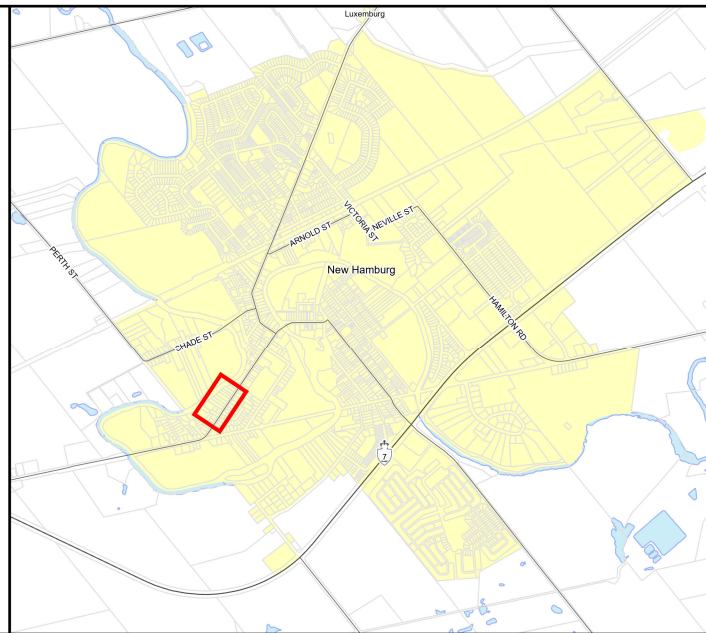 Luxemburg
VICTORIA ST
NEVILLE ST
ARNOLD ST
PERTH ST
New Hamburg
HAMILTON RD
CHADE ST
7